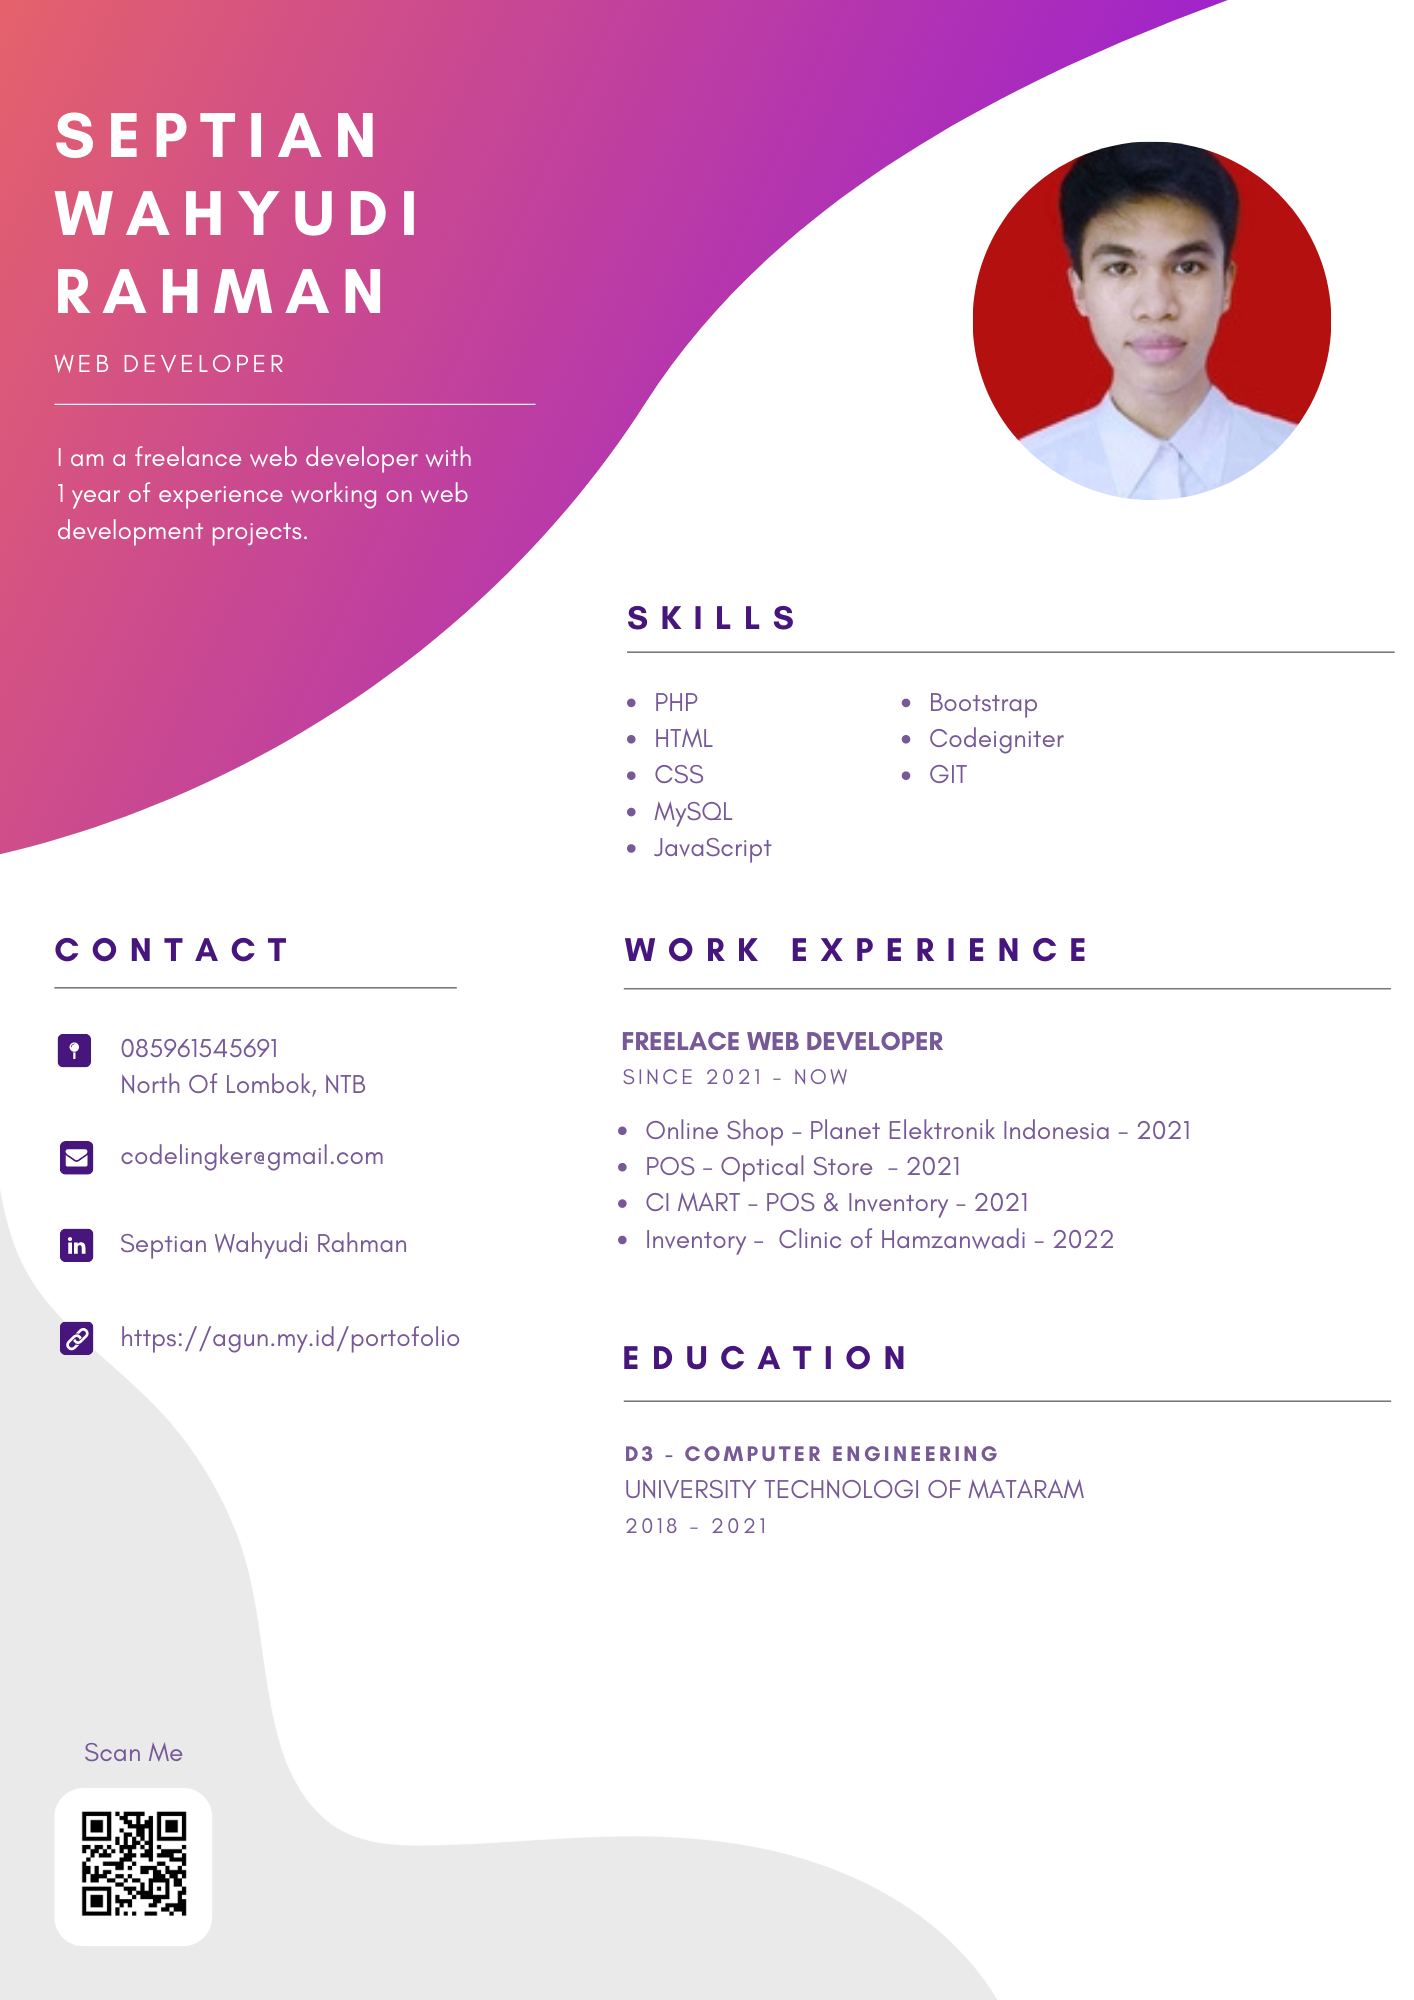 SEPTIAN
WAHYUDI
RAHMAN
WEB DEVELOPER
I am a freelance web developer with
1 year of experience working on web
development projects.
SKILLS
• PHP
• HTML
• CSS
• MySQL
• JavaScript
• Bootstrap
• Codeigniter
• GIT
CONTACT
085961545691
North Of Lombok, NTB
codelingker@gmail.com
Septian Wahyudi Rahman
https://agun.my.id/portofolio
WORK EXPERIENCE
FREELACE WEB DEVELOPER
SINCE 2021 - NOW
• Online Shop - Planet Elektronik Indonesia - 2021
• POS - Optical Store - 2021
• CI MART - POS & Inventory - 2021
• Inventory - Clinic of Hamzanwadi - 2022
EDUCATION
D3 - COMPUTER ENGINEERING
UNIVERSITY TECHNOLOGI OF MATARAM
2018 - 2021
Scan Me